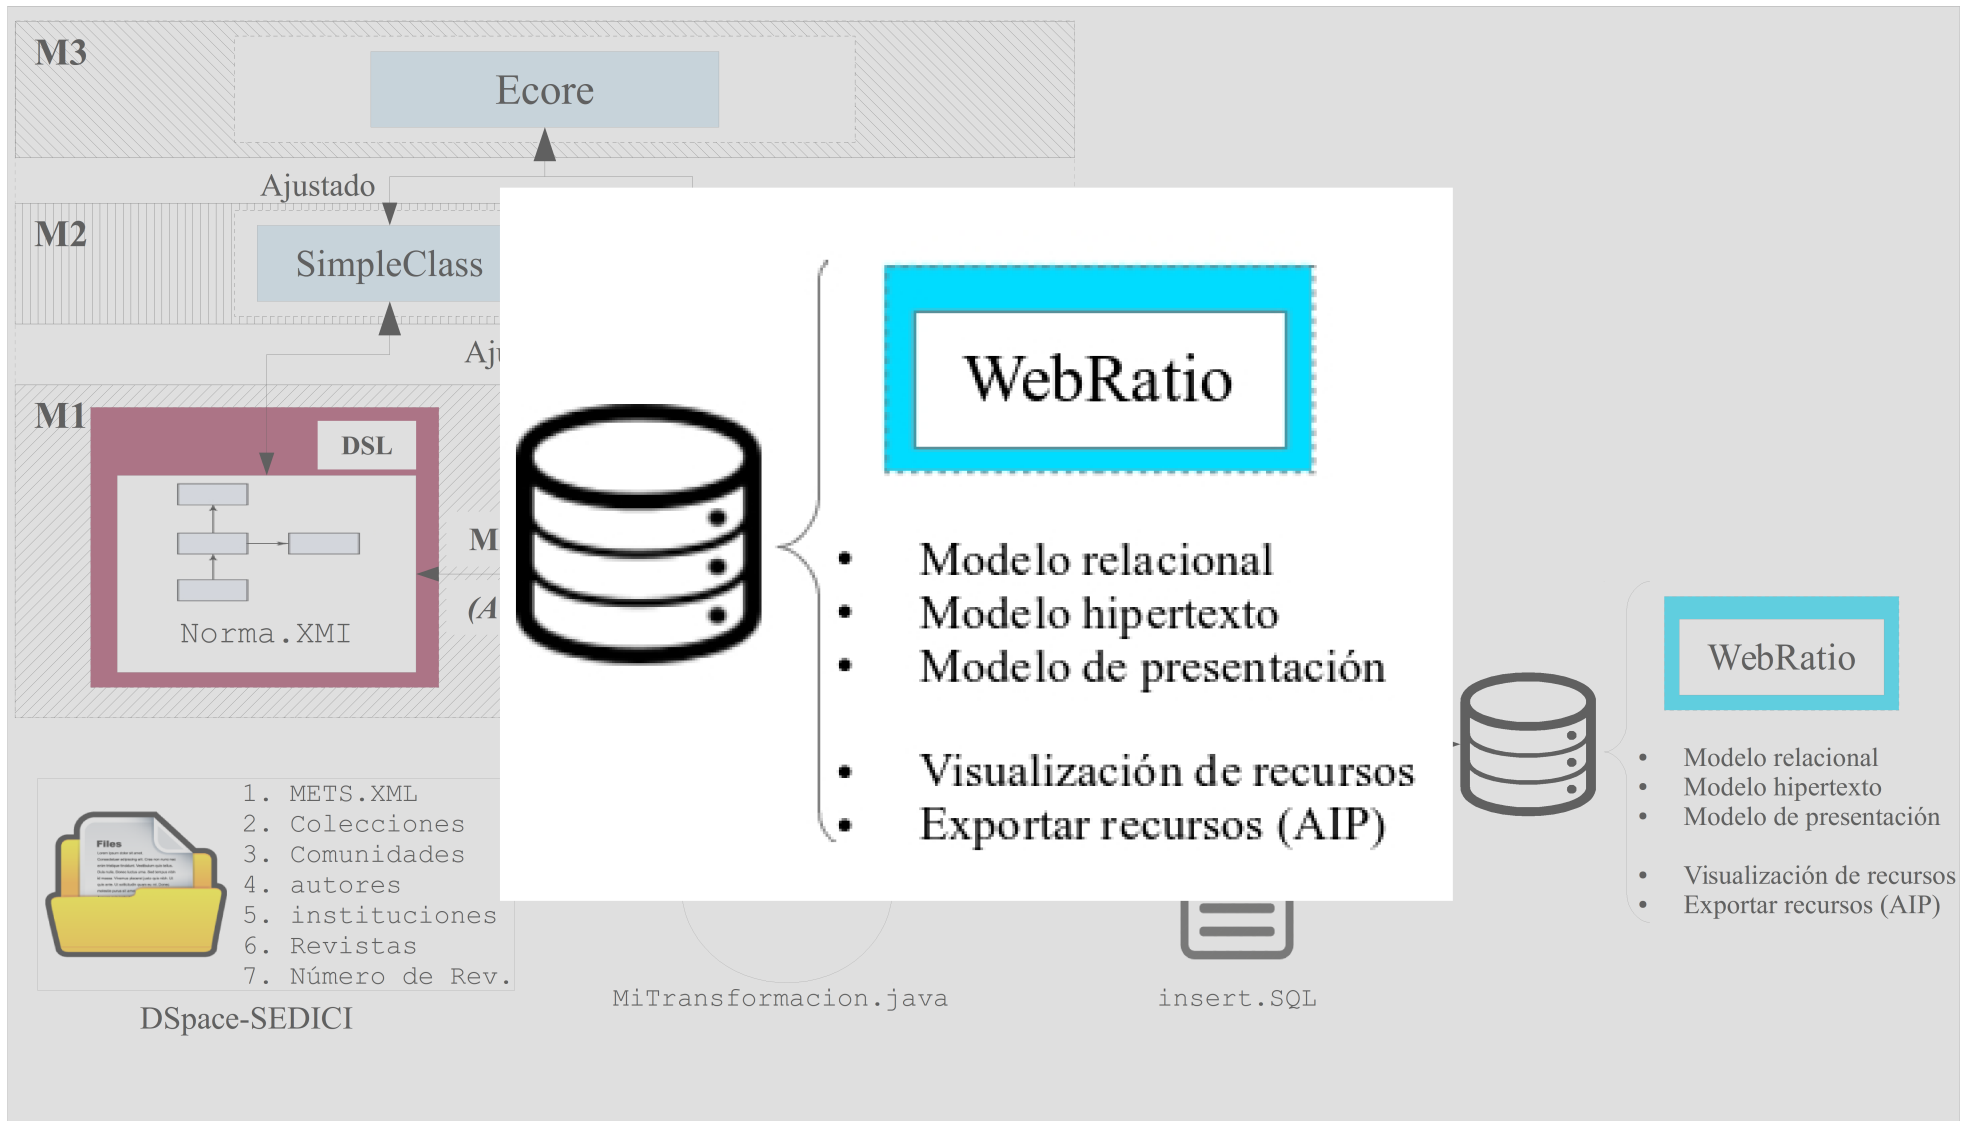 M3
Ecore
Ajustado
M2
SimpleClass
M1
DSL
Norma.XMI
WebRatio
• Modelo relacional
• Modelo hipertexto
• Modelo de presentación
• Visualización de recursos
• Exportar recursos (AIP)
WebRatio
• Modelo relacional
• Modelo hipertexto
• Modelo de presentación
• Visualización de recursos
• Exportar recursos (AIP)
Files
1. METS.XML
2. Colecciones
3. Comunidades
4. autores
5. instituciones
6. Revistas
7. Número de Rev.
DSpace-SEDICI
MiTransformacion.java
insert.SQL